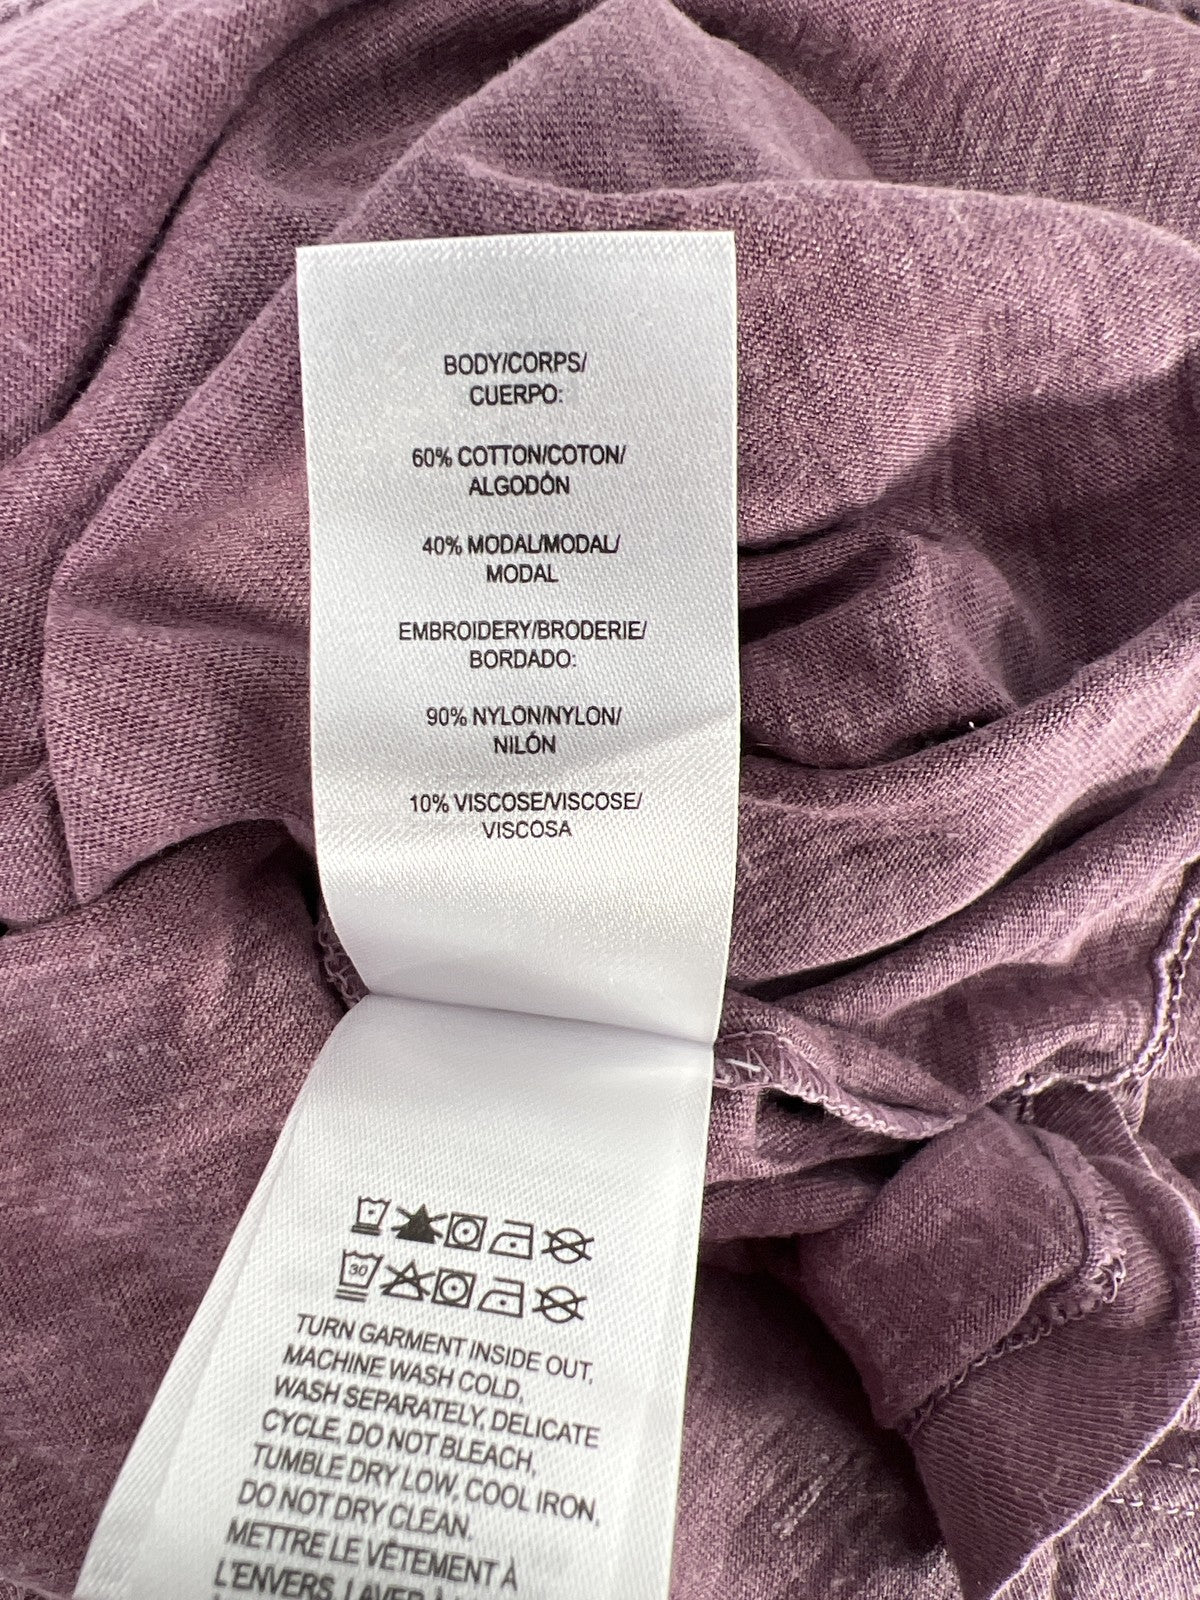 BODY/CORPS/
CUERPO:
60% COTTON/COTON/
ALGODÓN
40% MODAL/MODAL/
MODAL
EMBROIDERY/BRODERIE/
BORDADO:
90% NYLON/NYLON/
NILÓN
10% VISCOSE/VISCOSE/
VISCOSA
30
TURN GARMENT INSIDE OUT,
MACHINE WASH COLD,
WASH SEPARATELY, DELICATE
CYCLE, DO NOT BLEACH,
TUMBLE DRY LOW, COOL IRON,
DO NOT DRY CLEAN.
METTRE LE VÊTEMENT À
L'ENVERS, LAVER À